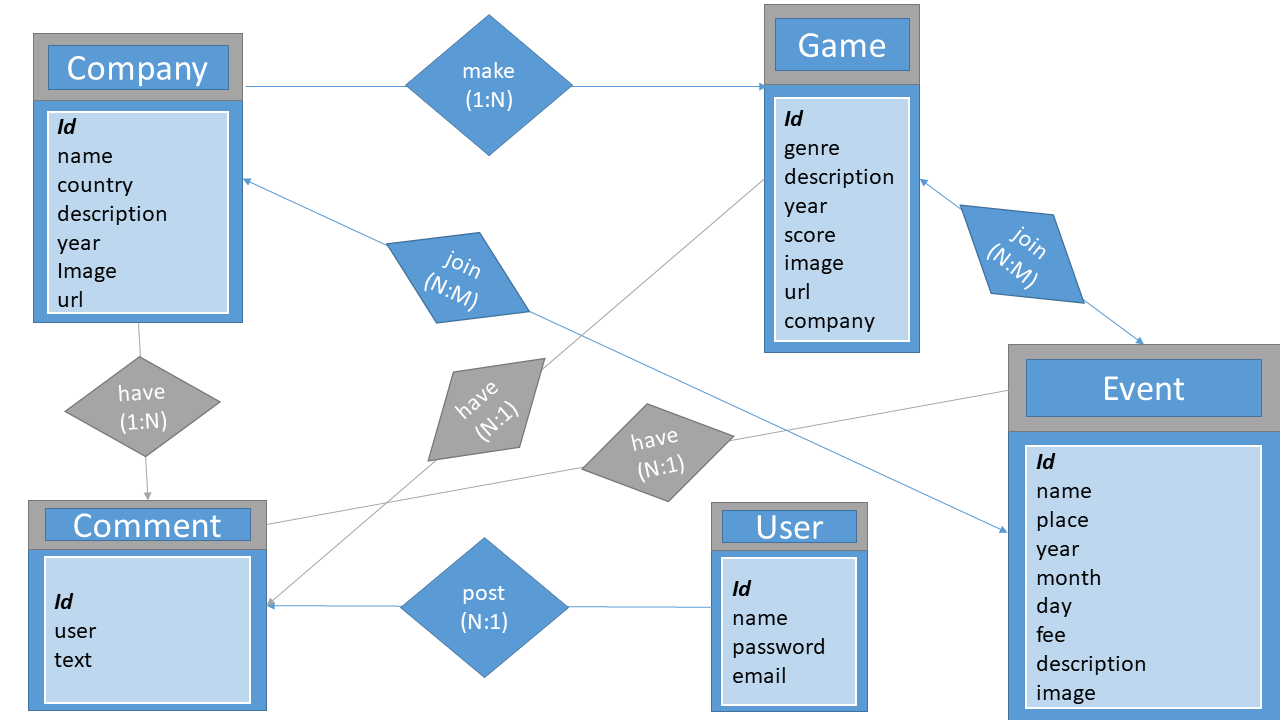 Company
Id
name
country
description
year
Image
url
make
(1:N)
Game
Id
genre
description
year
score
image
url
company
join
(N:M)
join
(N:M)
have
(1:N)
have
(N:1)
have
(N:1)
Event
Id
name
place
year
month
day
fee
description
image
Comment
Id
user
text
post
(N:1)
User
Id
name
password
email